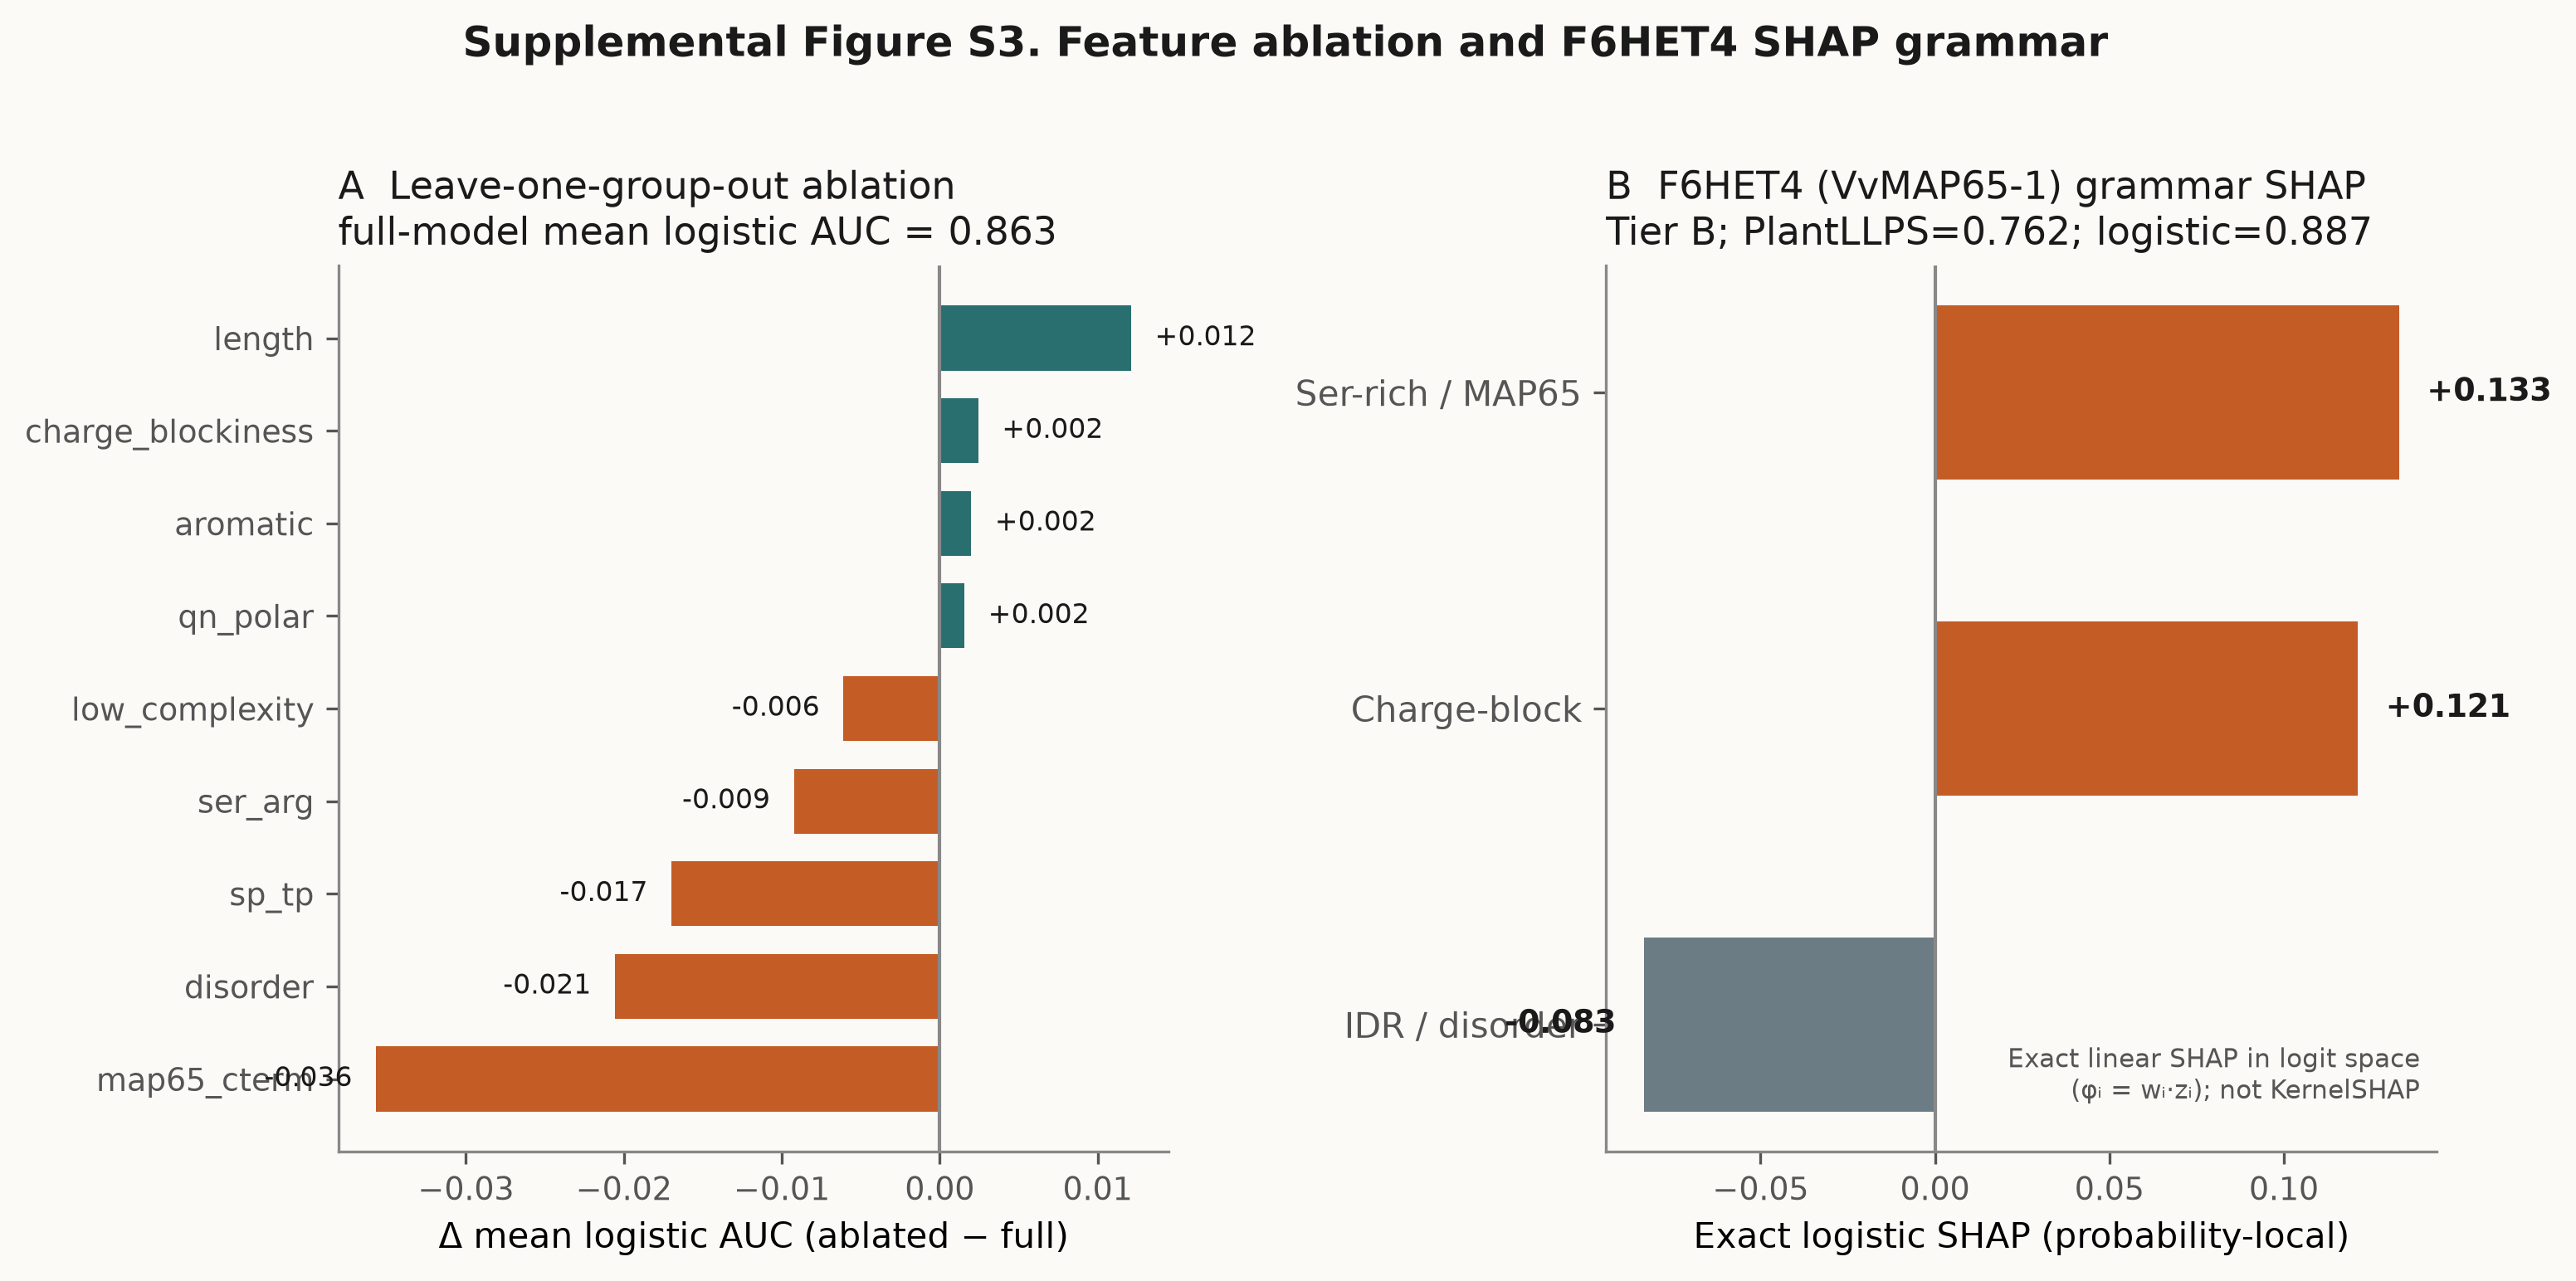 Supplemental Figure S3. Feature ablation and F6HET4 SHAP grammar
A Leave-one-group-out ablation
full-model mean logistic AUC = 0.863
length
+0.012
charge_blockiness
+0.002
aromatic
+0.002
qn_polar
+0.002
low_complexity
-0.006
ser_arg
-0.009
sp_tp
-0.017
disorder
-0.021
map65_cterm
-0.036
−0.03
−0.02
−0.01
0.00
0.01
Δ mean logistic AUC (ablated − full)
B F6HET4 (VvMAP65-1) grammar SHAP
Tier B; PlantLLPS=0.762; logistic=0.887
Ser-rich / MAP65
+0.133
Charge-block
+0.121
IDR / disorder
-0.083
Exact linear SHAP in logit space
(φᵢ = wᵢ·zᵢ); not KernelSHAP
−0.05
0.00
0.05
0.10
Exact logistic SHAP (probability-local)